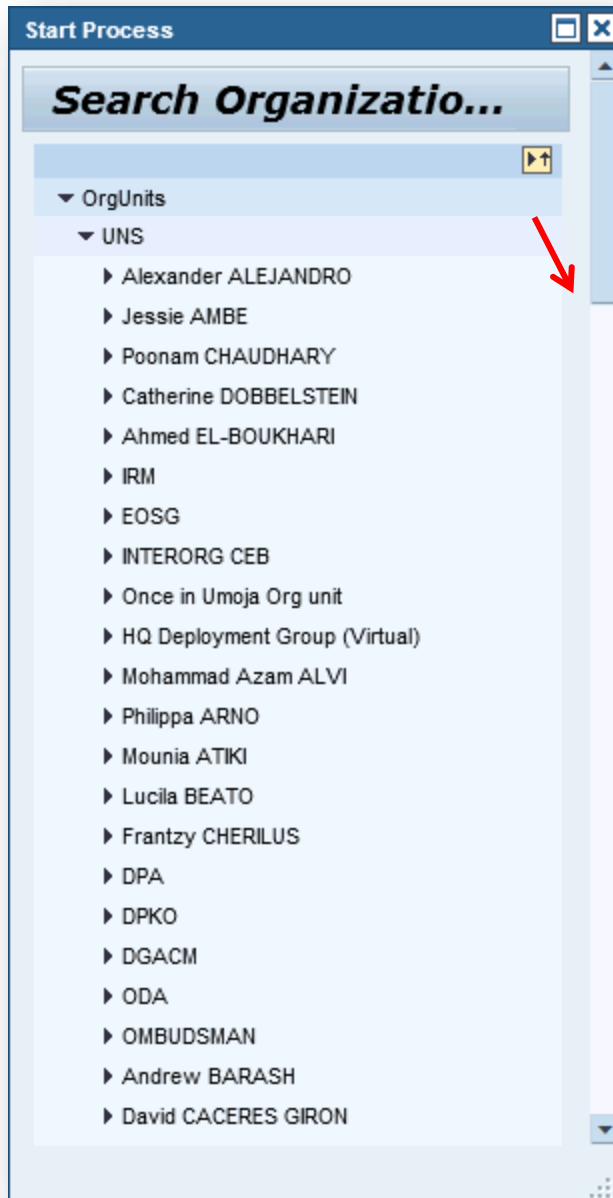 Start Process
Search Organizatio...
OrgUnits
UNS
Alexander ALEJANDRO
Jessie AMBE
Poonam CHAUDHARY
Catherine DOBBELSTEIN
Ahmed EL-BOUKHARI
IRM
EOSG
INTERORG CEB
Once in Umoja Org unit
HQ Deployment Group (Virtual)
Mohammad Azam ALVI
Philippa ARNO
Mounia ATIKI
Lucila BEATO
Frantzy CHERILUS
DPA
DPKO
DGACM
ODA
OMBUDSMAN
Andrew BARASH
David CACERES GIRON